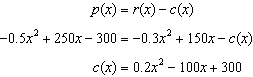 p(x) = r(x) − c(x)
−0.5x² + 250x − 300 = −0.3x² + 150x − c(x)
c(x) = 0.2x² − 100x + 300